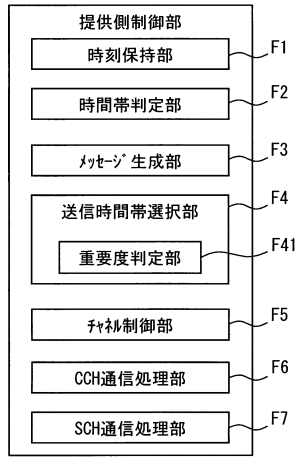 提供側制御部
時刻保持部 F1
時間帯判定部 F2
ﾒｯｾｰｼﾞ生成部 F3
送信時間帯選択部 F4
重要度判定部 F41
ﾁｬﾈﾙ制御部 F5
CCH通信処理部 F6
SCH通信処理部 F7